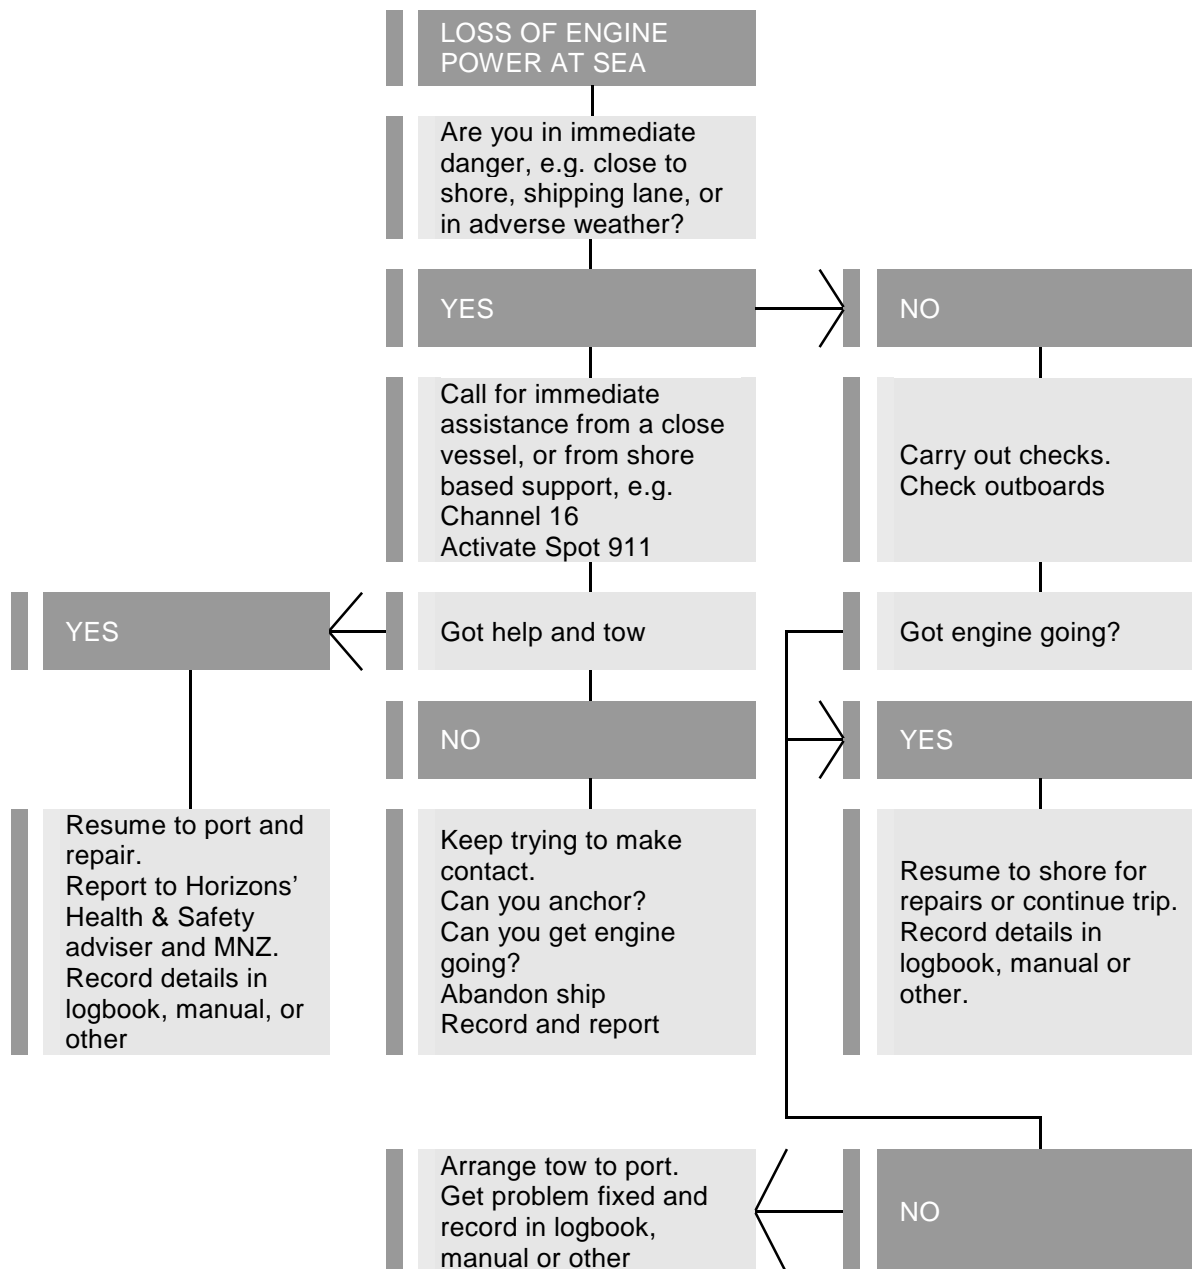 LOSS OF ENGINE
POWER AT SEA
Are you in immediate
danger, e.g. close to
shore, shipping lane, or
in adverse weather?
YES
NO
Call for immediate
assistance from a close
vessel, or from shore
based support, e.g.
Channel 16
Activate Spot 911
Carry out checks.
Check outboards
YES
Got help and tow
Got engine going?
NO
YES
Resume to port and
repair.
Report to Horizons’
Health & Safety
adviser and MNZ.
Record details in
logbook, manual, or
other
Keep trying to make
contact.
Can you anchor?
Can you get engine
going?
Abandon ship
Record and report
Resume to shore for
repairs or continue trip.
Record details in
logbook, manual or
other.
Arrange tow to port.
Get problem fixed and
record in logbook,
manual or other
NO